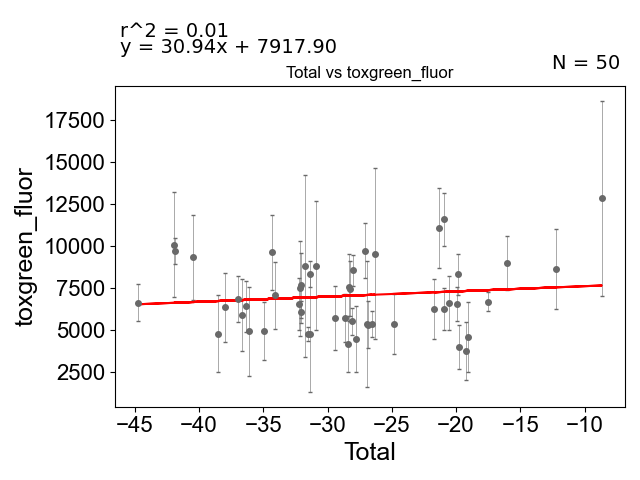 r^2 = 0.01
y = 30.94x + 7917.90
N = 50
Total vs toxgreen_fluor
17500
15000
12500
10000
7500
5000
2500
toxgreen_fluor
−45
−40
−35
−30
−25
−20
−15
−10
Total